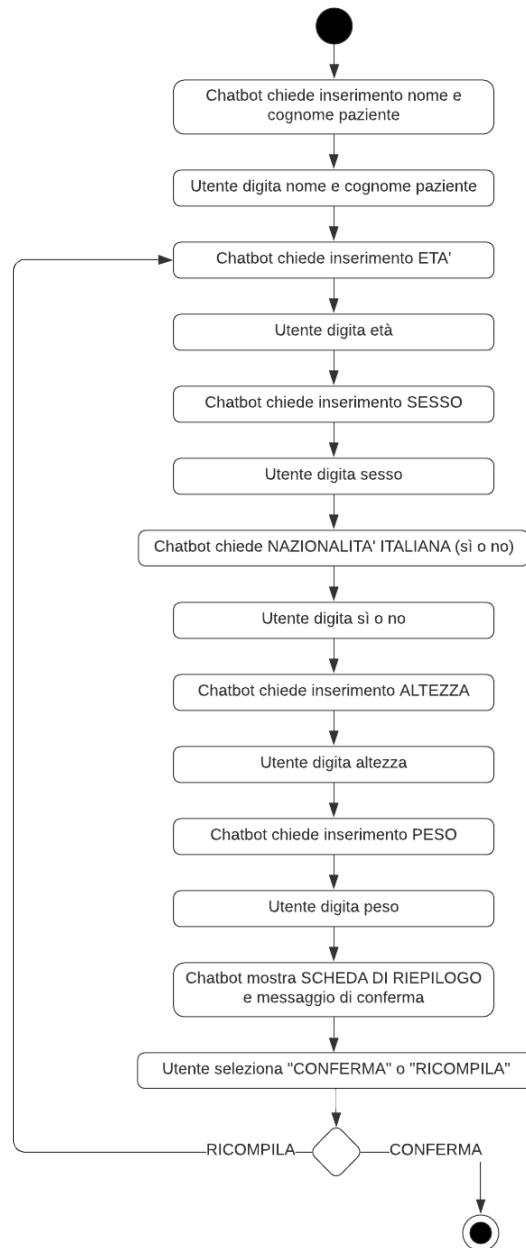 Chatbot chiede inserimento nome e
cognome paziente
Utente digita nome e cognome paziente
Chatbot chiede inserimento ETA'
Utente digita età
Chatbot chiede inserimento SESSO
Utente digita sesso
Chatbot chiede NAZIONALITA' ITALIANA (sì o no)
Utente digita sì o no
Chatbot chiede inserimento ALTEZZA
Utente digita altezza
Chatbot chiede inserimento PESO
Utente digita peso
Chatbot mostra SCHEDA DI RIEPILOGO
e messaggio di conferma
Utente seleziona "CONFERMA" o "RICOMPILA"
RICOMPILA
CONFERMA